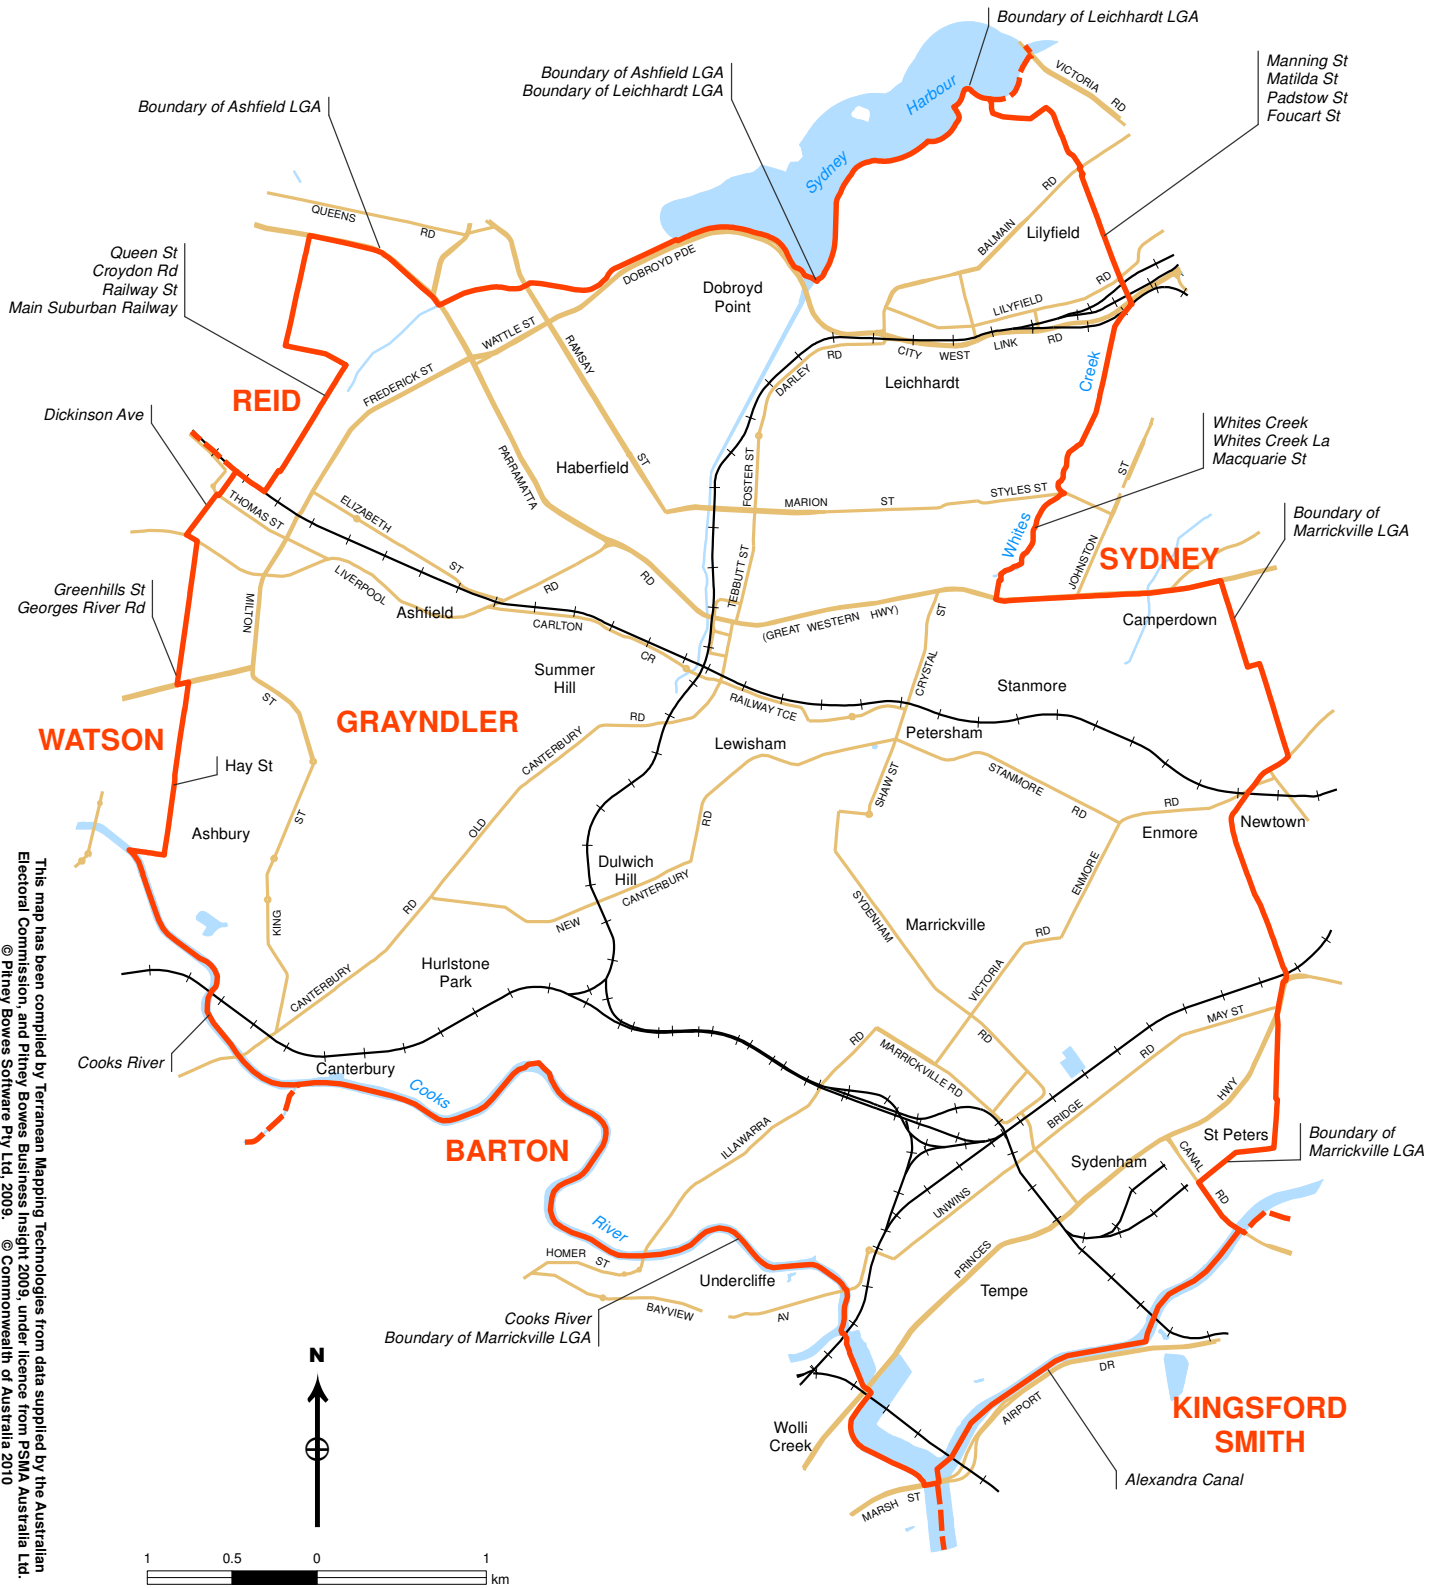 Boundary of Leichhardt LGA
Boundary of Ashfield LGA
Boundary of Leichhardt LGA
Manning St
Matilda St
Padstow St
Foucart St
Boundary of Ashfield LGA
VICTORIA
RD
Harbour
Sydney
QUEENS
RD
Queen St
Croydon Rd
Railway St
Main Suburban Railway
DOBROYD PDE
Dobroyd
Point
BALMAIN
RD
Lilyfield
LILYFIELD
RD
WATTLE ST
RAMSAY
ST
FREDERICK ST
CITY
WEST
LINK
RD
DARLEY
RD
Leichhardt
Creek
REID
Dickinson Ave
Whites Creek
Whites Creek La
Macquarie St
Haberfield
PARRAMATTA
RD
FOSTER ST
MARION
ST
STYLES ST
ST
JOHNSTON
Whites
SYDNEY
Boundary of
Marrickville LGA
THOMAS ST
ELIZABETH
ST
LIVERPOOL
RD
TEBBUTT ST
Greenhills St
Georges River Rd
MILTON
ST
Ashfield
CARLTON
CR
(GREAT
WESTERN
HWY)
Camperdown
Summer
Hill
CRYSTAL
ST
Stanmore
GRAYNDLER
WATSON
RAILWAY TCE
CANTERBURY
RD
Lewisham
Petersham
Hay St
SHAW ST
STANMORE
RD
RD
Ashbury
ST
OLD
RD
Enmore
Newtown
Dulwich
Hill
CANTERBURY
NEW
ENMORE
RD
KING
RD
SYDENHAM
Marrickville
Hurlstone
Park
CANTERBURY
VICTORIA
RD
MAY ST
Cooks River
Canterbury
Cooks
RD
MARRICKVILLE RD
RD
BRIDGE
HWY
BARTON
ILLAWARRA
Sydenham
St Peters
CANAL
RD
Boundary of
Marrickville LGA
UNWINS
River
HOMER
ST
Undercliffe
PRINCES
Tempe
BAYVIEW
AV
Cooks River
Boundary of Marrickville LGA
DR
AIRPORT
KINGSFORD
SMITH
Wolli
Creek
MARSH
ST
Alexandra Canal
N
1
0.5
0
1
km
This map has been compiled by Terranean Mapping Technologies from data supplied by the Australian
Electoral Commission, and Pitney Bowes Business Insight 2009, under licence from PSMA Australia Ltd.
© Pitney Bowes Software Pty Ltd, 2009. © Commonwealth of Australia 2010